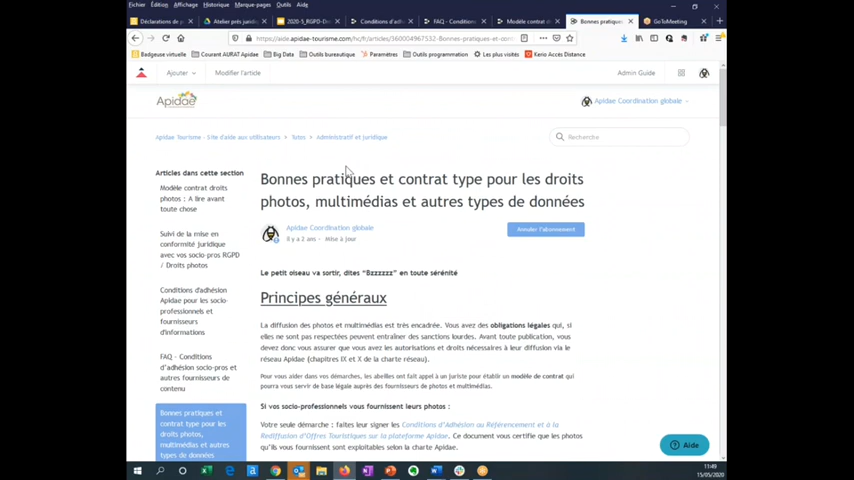 Fichier Édition Affichage Historique Marque-pages Outils Aide
Déclarations de p Atelier près juridic 2020-5_RGPD-D Conditions d'adh FAQ - Condition Modèle contrat d Bonnes pratiques GoToMeeting
https://aide.apidae-tourisme.com/hc/fr/articles/360004967532-Bonnes-pratiques-et-con
Badgeuse virtuelle Courant AURAT Apidae Big Data Outils bureautique Paramètres Outils programmation Les plus visités Kerio Accès Distance
Ajouter Modifier l'article Admin Guide
Apidae Apidae Coordination globale
Apidae Tourisme - Site d'aide aux utilisateurs Tutos Administratif et juridique Recherche
Articles dans cette section
Modèle contrat droits
photos : A lire avant
toute chose
Suivi de la mise en
conformité juridique
avec vos socio-pros RGPD
/ Droits photos
Conditions d'adhésion
Apidae pour les socio-
professionnels et
fournisseurs
d'informations
FAQ - Conditions
d'adhésion socio-pros et
autres fournisseurs de
contenu
Bonnes pratiques et
contrat type pour les
droits photos,
multimédias et autres
types de données
Bonnes pratiques et contrat type pour les droits
photos, multimédias et autres types de données
Apidae Coordination globale
Il y a 2 ans · Mise à jour
Annuler l'abonnement
Le petit oiseau va sortir, dites “Bzzzzzz” en toute sérénité
Principes généraux
La diffusion des photos et multimédias est très encadrée. Vous avez des obligations légales qui, si
elles ne sont pas respectées peuvent entraîner des sanctions lourdes. Avant toute publication, vous
devez donc vous assurer que vous avez les autorisations et droits nécessaires à leur diffusion via le
réseau Apidae (chapitres IX et X de la charte réseau).
Pour vous aider dans vos démarches, les abeilles ont fait appel à un juriste pour établir un modèle de contrat qui
pourra vous servir de base légale auprès des fournisseurs de photos et multimédias.
Si vos socio-professionnels vous fournissent leurs photos :
Votre seule démarche : faites leur signer les Conditions d'Adhésion au Référencement et à la
Rediffusion d'Offres Touristiques sur la plateforme Apidae. Ce document vous certifie que les photos
qu'ils vous fournissent sont exploitables selon la charte Apidae.
Aide
11:49
15/05/2020